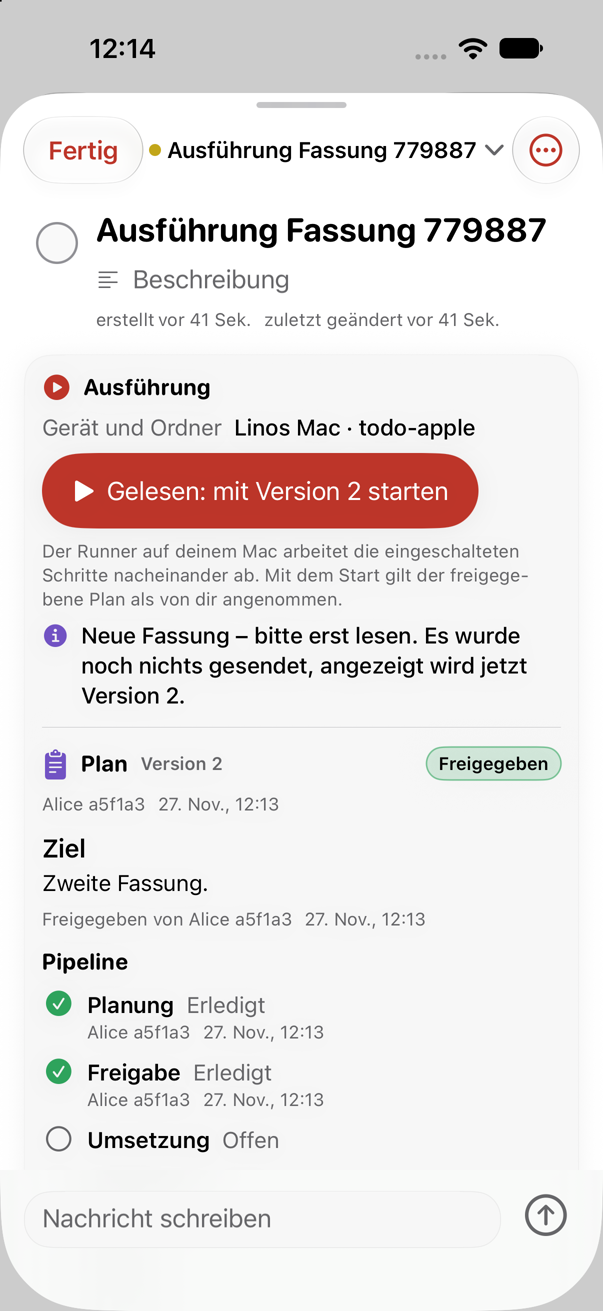 12:14
Fertig
Ausführung Fassung 779887
Ausführung Fassung 779887
Beschreibung
erstellt vor 41 Sek. zuletzt geändert vor 41 Sek.
Ausführung
Gerät und Ordner Linos Mac · todo-apple
Gelesen: mit Version 2 starten
Der Runner auf deinem Mac arbeitet die eingeschalteten
Schritte nacheinander ab. Mit dem Start gilt der freigege-
bene Plan als von dir angenommen.
Neue Fassung – bitte erst lesen. Es wurde
noch nichts gesendet, angezeigt wird jetzt
Version 2.
Plan Version 2 Freigegeben
Alice a5f1a3 27. Nov., 12:13
Ziel
Zweite Fassung.
Freigegeben von Alice a5f1a3 27. Nov., 12:13
Pipeline
Planung Erledigt
Alice a5f1a3 27. Nov., 12:13
Freigabe Erledigt
Alice a5f1a3 27. Nov., 12:13
Umsetzung Offen
Nachricht schreiben